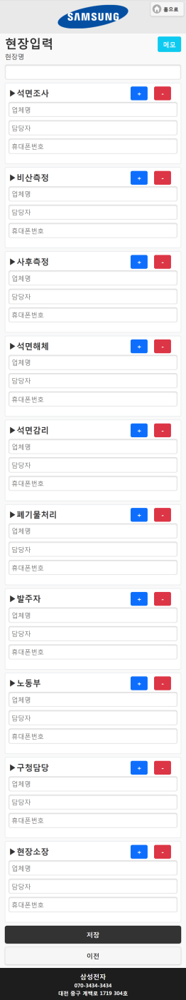 SAMSUNG
홈으로
현장입력
메모
현장명
▶석면조사 + -
업체명
담당자
휴대폰번호
▶비산측정 + -
업체명
담당자
휴대폰번호
▶사후측정 + -
업체명
담당자
휴대폰번호
▶석면해체 + -
업체명
담당자
휴대폰번호
▶석면감리 + -
업체명
담당자
휴대폰번호
▶폐기물처리 + -
업체명
담당자
휴대폰번호
▶발주자 + -
업체명
담당자
휴대폰번호
▶노동부 + -
업체명
담당자
휴대폰번호
▶구청담당 + -
업체명
담당자
휴대폰번호
▶현장소장 + -
업체명
담당자
휴대폰번호
저장
이전
삼성전자
070-3434-3434
대전 중구 계백로 1719 304호